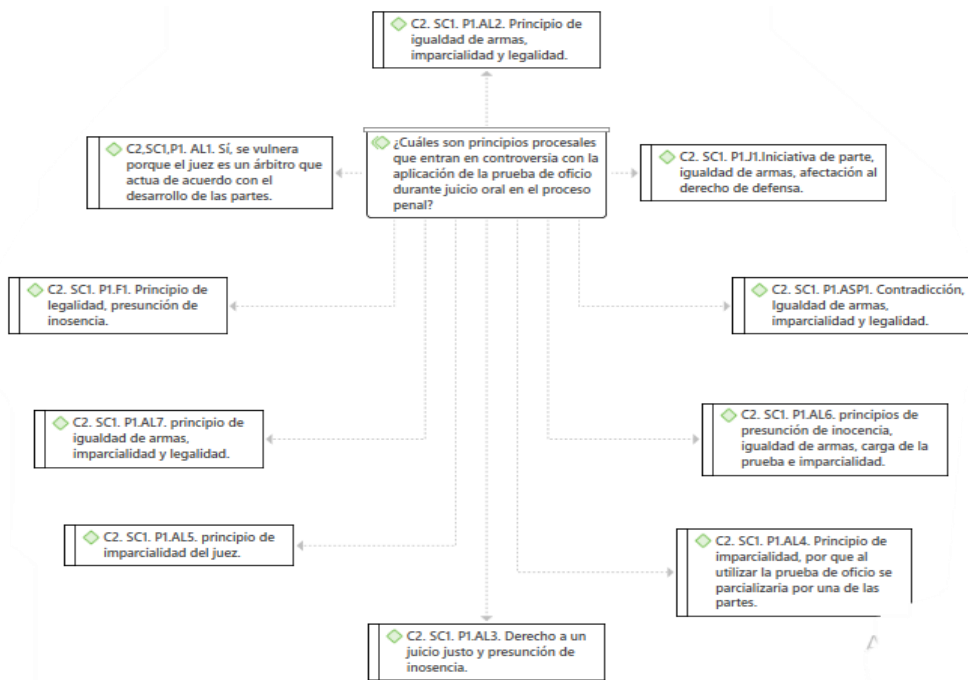 C2. SC1. P1.AL2. Principio de
igualdad de armas,
imparcialidad y legalidad.
C2,SC1,P1. AL1. Sí, se vulnera
porque el juez es un árbitro que
actua de acuerdo con el
desarrollo de las partes.
¿Cuáles son principios procesales
que entran en controversia con la
aplicación de la prueba de oficio
durante juicio oral en el proceso
penal?
C2. SC1. P1.J1.Iniciativa de parte,
igualdad de armas, afectación al
derecho de defensa.
C2. SC1. P1.F1. Principio de
legalidad, presunción de
inosencia.
C2. SC1. P1.ASP1. Contradicción,
Igualdad de armas,
imparcialidad y legalidad.
C2. SC1. P1.AL7. principio de
igualdad de armas,
imparcialidad y legalidad.
C2. SC1. P1.AL6. principios de
presunción de inocencia,
igualdad de armas, carga de la
prueba e imparcialidad.
C2. SC1. P1.AL5. principio de
imparcialidad del juez.
C2. SC1. P1.AL4. Principio de
imparcialidad, por que al
utilizar la prueba de oficio se
parcializaria por una de las
partes.
C2. SC1. P1.AL3. Derecho a un
juicio justo y presunción de
inosencia.